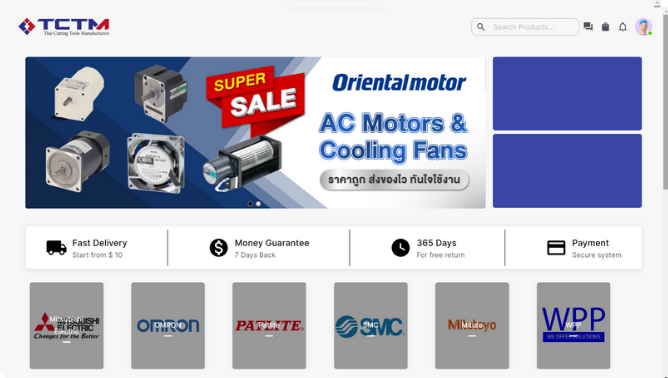 TCTM
Thai Cutting Tools Manufacturers
Search Products...
SUPER
SALE
Orientalmotor
AC Motors &
Cooling Fans
ราคาถูก ส่งของไว ทันใจใช้งาน
Fast Delivery
Start from $ 10
Money Guarantee
7 Days Back
365 Days
For free return
Payment
Secure system
MITSUBISHI
ELECTRIC
Changes for the Better
OMRON
OMRON
PATLITE
Patlite
SMC
SMC
Mitutoyo
Mituto
WPP
WPP
WE OFFER SOLUTIONS